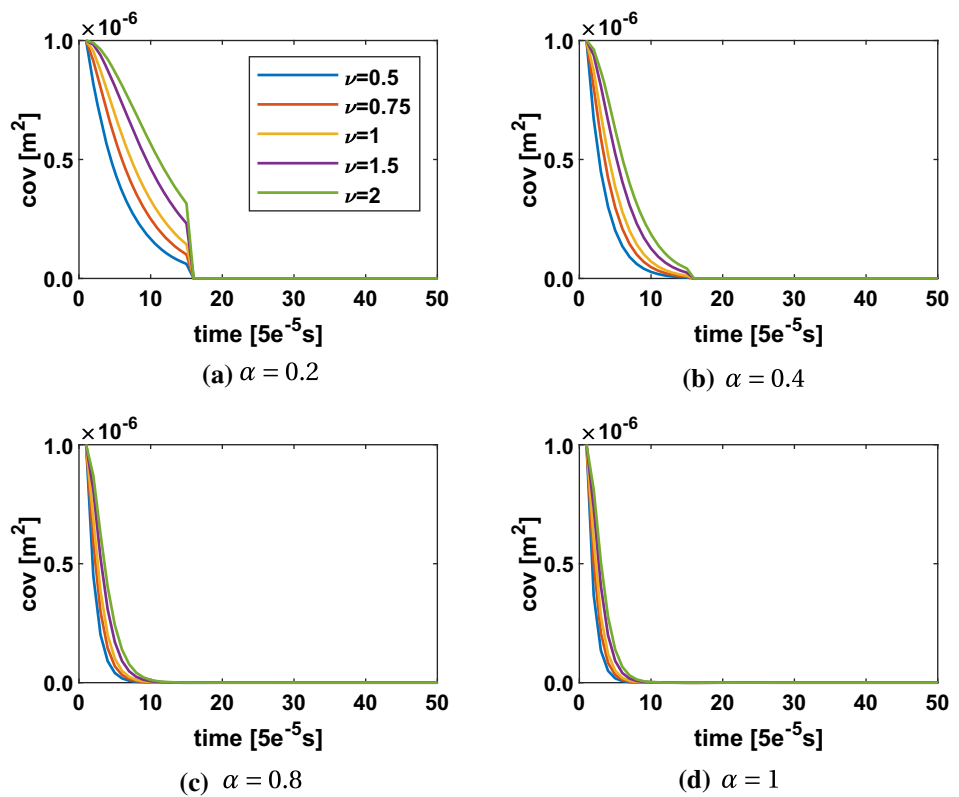 ×10⁻⁶ ×10⁻⁶
1.0 1.0
cov [m²] 0.5 cov [m²] 0.5
0.0 0.0
ν=0.5
ν=0.75
ν=1
ν=1.5
ν=2
0 10 20 30 40 50 0 10 20 30 40 50
time [5e⁻⁵s] time [5e⁻⁵s]
(a) α = 0.2 (b) α = 0.4
×10⁻⁶ ×10⁻⁶
1.0 1.0
cov [m²] 0.5 cov [m²] 0.5
0.0 0.0
0 10 20 30 40 50 0 10 20 30 40 50
time [5e⁻⁵s] time [5e⁻⁵s]
(c) α = 0.8 (d) α = 1